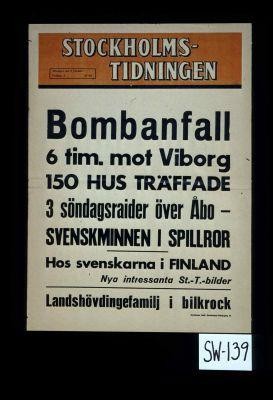 STOCKHOLMS-
TIDNINGEN
Bombanfall
6 tim. mot Viborg
150 HUS TRÄFFADE
3 söndagsraider över Åbo –
SVENSKMINNEN I SPILLROR
Hos svenskarna i FINLAND
Nya intressanta St.-T.-bilder
Landshövdingefamilj i bilkrock
SW-139